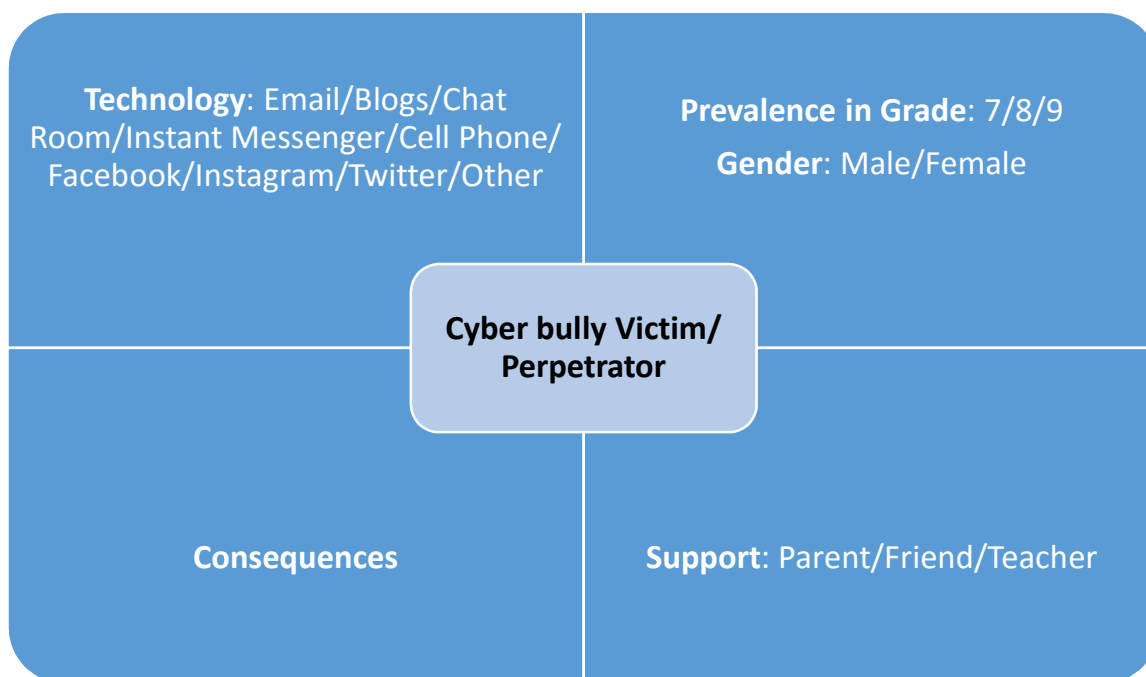 Technology: Email/Blogs/Chat
Room/Instant Messenger/Cell Phone/
Facebook/Instagram/Twitter/Other
Prevalence in Grade: 7/8/9
Gender: Male/Female
Cyber bully Victim/
Perpetrator
Consequences
Support: Parent/Friend/Teacher